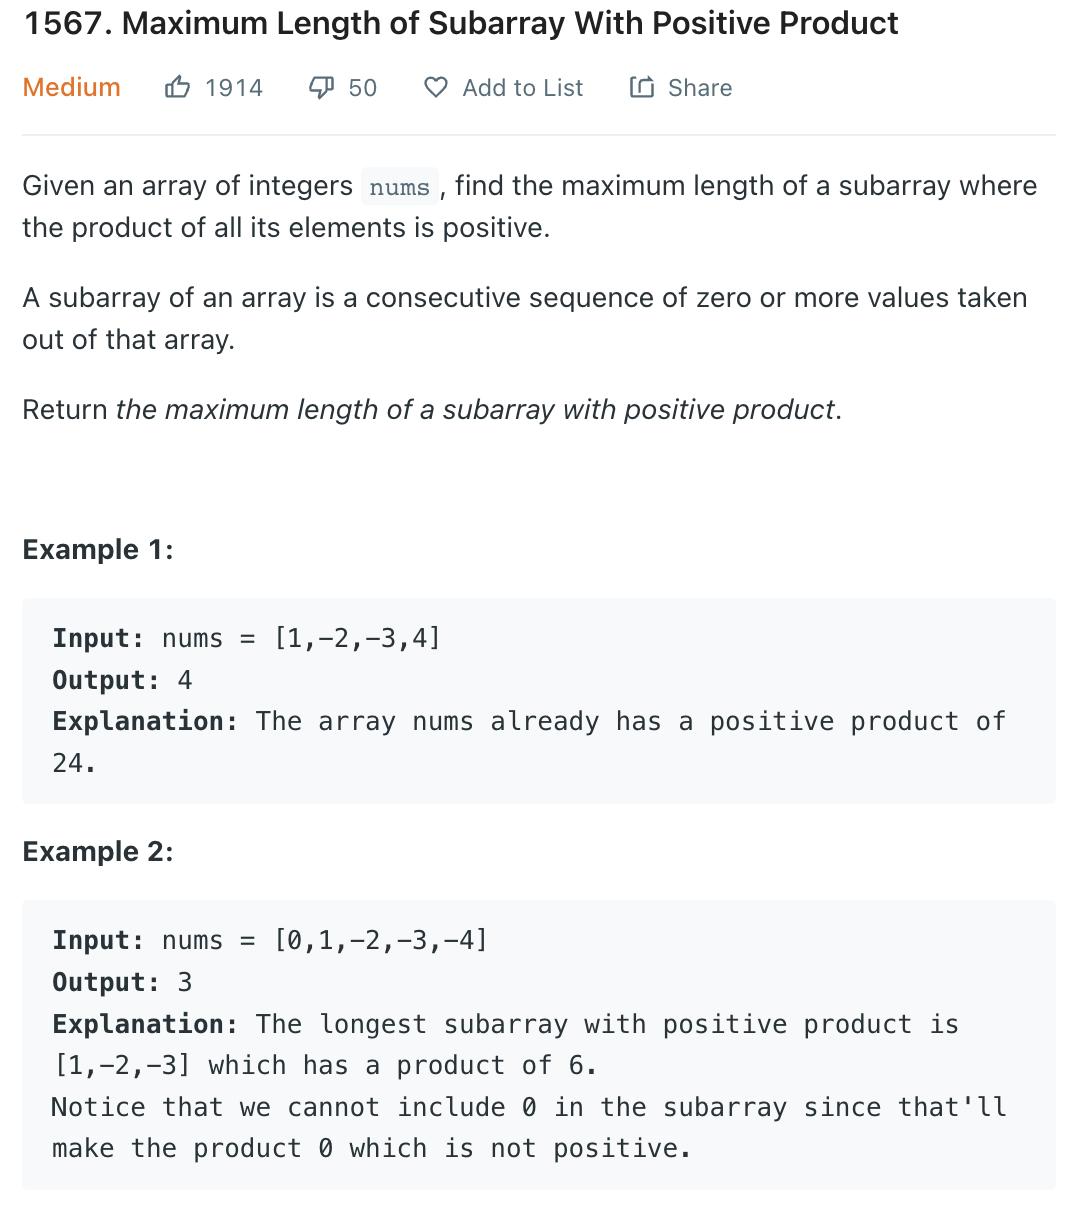 1567. Maximum Length of Subarray With Positive Product
Medium 1914 50 Add to List Share
Given an array of integers nums , find the maximum length of a subarray where
the product of all its elements is positive.
A subarray of an array is a consecutive sequence of zero or more values taken
out of that array.
Return the maximum length of a subarray with positive product.
Example 1:
Input: nums = [1,-2,-3,4]
Output: 4
Explanation: The array nums already has a positive product of
24.
Example 2:
Input: nums = [0,1,-2,-3,-4]
Output: 3
Explanation: The longest subarray with positive product is
[1,-2,-3] which has a product of 6.
Notice that we cannot include 0 in the subarray since that'll
make the product 0 which is not positive.